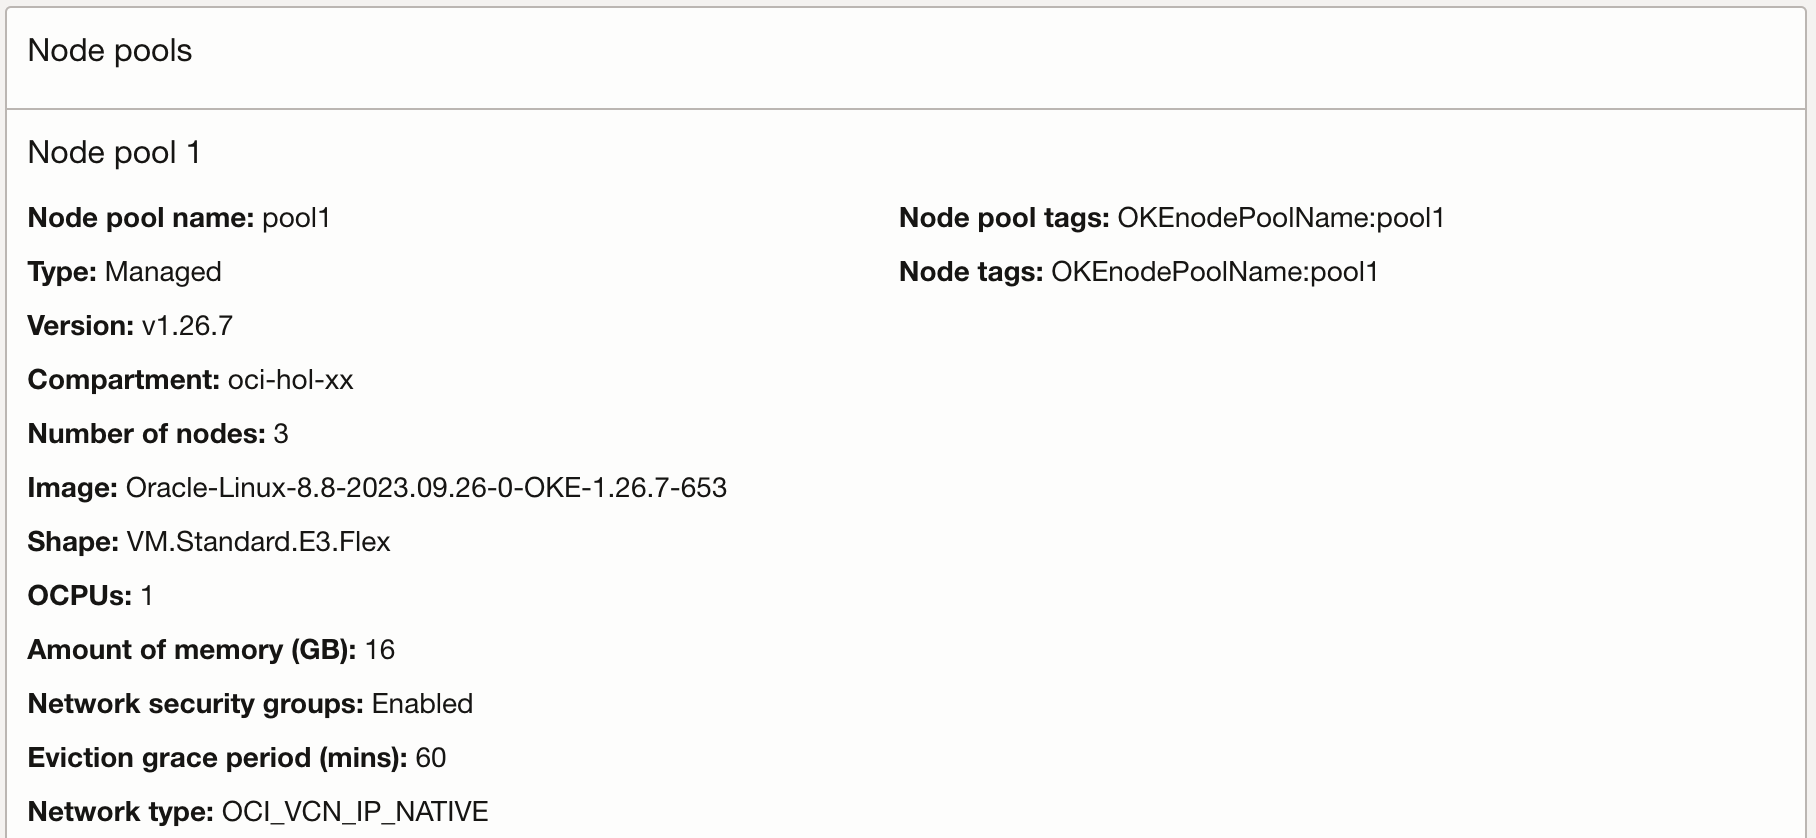 Node pools
Node pool 1
Node pool name: pool1
Type: Managed
Version: v1.26.7
Compartment: oci-hol-xx
Number of nodes: 3
Image: Oracle-Linux-8.8-2023.09.26-0-OKE-1.26.7-653
Shape: VM.Standard.E3.Flex
OCPUs: 1
Amount of memory (GB): 16
Network security groups: Enabled
Eviction grace period (mins): 60
Network type: OCI_VCN_IP_NATIVE
Node pool tags: OKEnodePoolName:pool1
Node tags: OKEnodePoolName:pool1